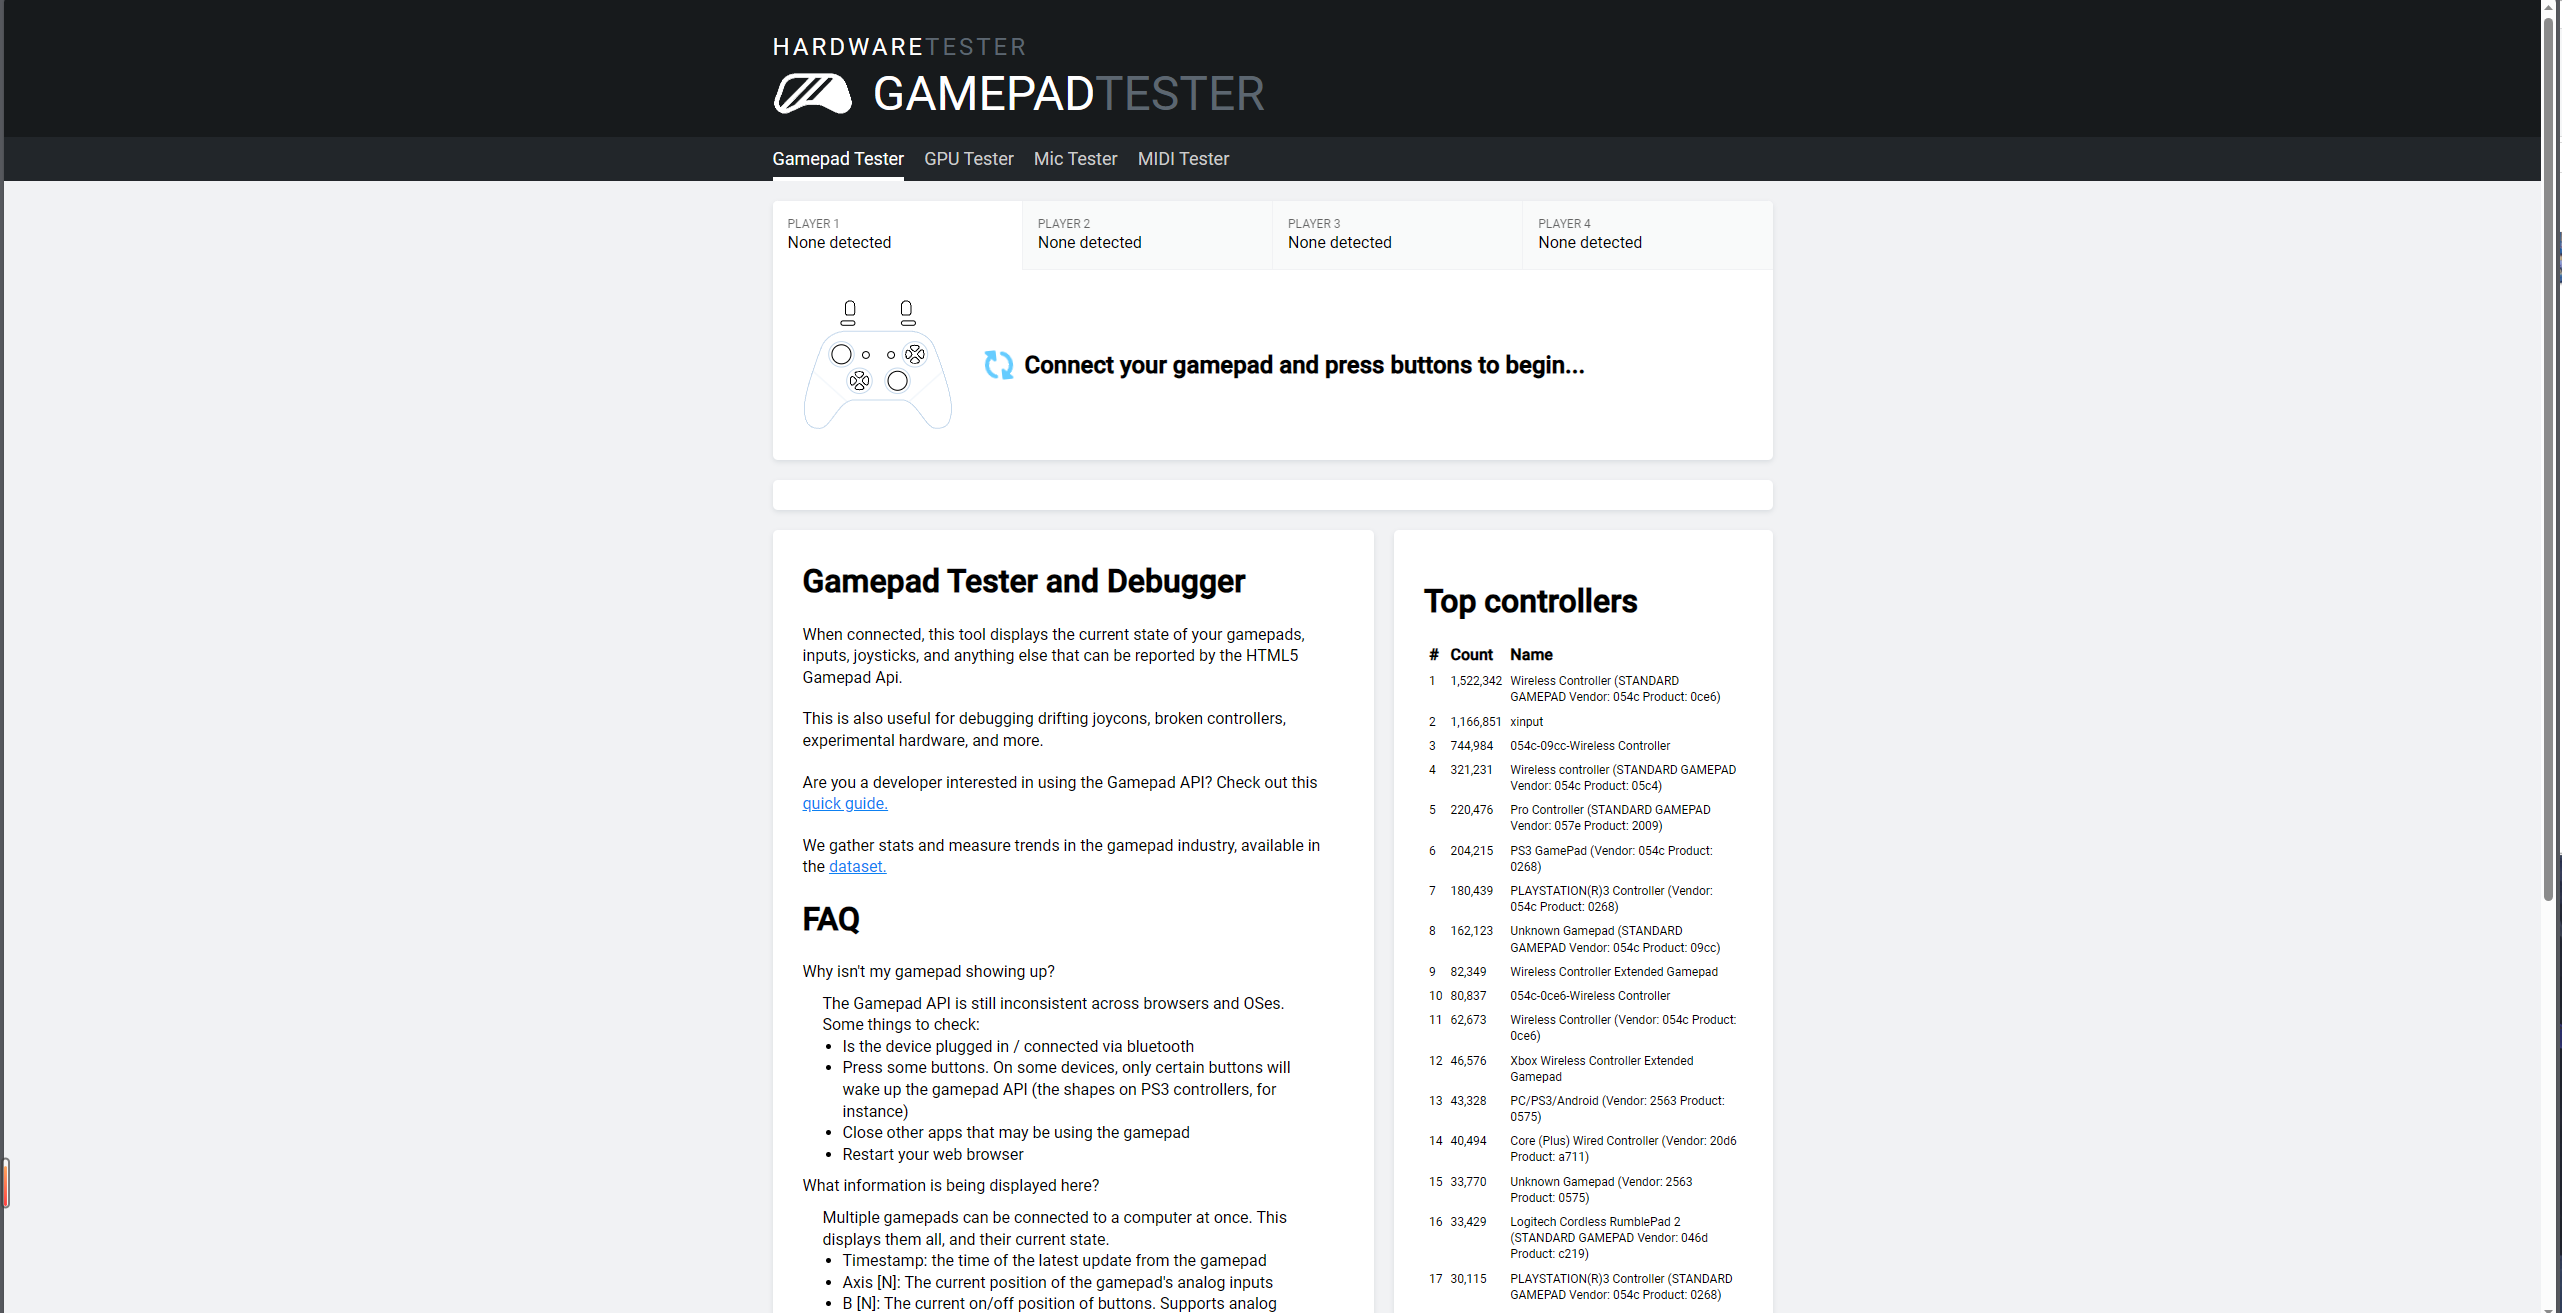 HARDWARETESTER
GAMEPADTESTER
Gamepad Tester GPU Tester Mic Tester MIDI Tester
PLAYER 1 PLAYER 2 PLAYER 3 PLAYER 4
None detected None detected None detected None detected
Connect your gamepad and press buttons to begin...
Gamepad Tester and Debugger
When connected, this tool displays the current state of your gamepads,
inputs, joysticks, and anything else that can be reported by the HTML5
Gamepad Api.
This is also useful for debugging drifting joycons, broken controllers,
experimental hardware, and more.
Are you a developer interested in using the Gamepad API? Check out this
quick guide.
We gather stats and measure trends in the gamepad industry, available in
the dataset.
FAQ
Why isn't my gamepad showing up?
The Gamepad API is still inconsistent across browsers and OSes.
Some things to check:
• Is the device plugged in / connected via bluetooth
• Press some buttons. On some devices, only certain buttons will
wake up the gamepad API (the shapes on PS3 controllers, for
instance)
• Close other apps that may be using the gamepad
• Restart your web browser
What information is being displayed here?
Multiple gamepads can be connected to a computer at once. This
displays them all, and their current state.
• Timestamp: the time of the latest update from the gamepad
• Axis [N]: The current position of the gamepad's analog inputs
• B [N]: The current on/off position of buttons. Supports analog
Top controllers
# Count Name
1 1,522,342 Wireless Controller (STANDARD
GAMEPAD Vendor: 054c Product: 0ce6)
2 1,166,851 xinput
3 744,984 054c-09cc-Wireless Controller
4 321,231 Wireless controller (STANDARD GAMEPAD
Vendor: 054c Product: 05c4)
5 220,476 Pro Controller (STANDARD GAMEPAD
Vendor: 057e Product: 2009)
6 204,215 PS3 GamePad (Vendor: 054c Product:
0268)
7 180,439 PLAYSTATION(R)3 Controller (Vendor:
054c Product: 0268)
8 162,123 Unknown Gamepad (STANDARD
GAMEPAD Vendor: 054c Product: 09cc)
9 82,349 Wireless Controller Extended Gamepad
10 80,837 054c-0ce6-Wireless Controller
11 62,673 Wireless Controller (Vendor: 054c Product:
0ce6)
12 46,576 Xbox Wireless Controller Extended
Gamepad
13 43,328 PC/PS3/Android (Vendor: 2563 Product:
0575)
14 40,494 Core (Plus) Wired Controller (Vendor: 20d6
Product: a711)
15 33,770 Unknown Gamepad (Vendor: 2563
Product: 0575)
16 33,429 Logitech Cordless RumblePad 2
(STANDARD GAMEPAD Vendor: 046d
Product: c219)
17 30,115 PLAYSTATION(R)3 Controller (STANDARD
GAMEPAD Vendor: 054c Product: 0268)